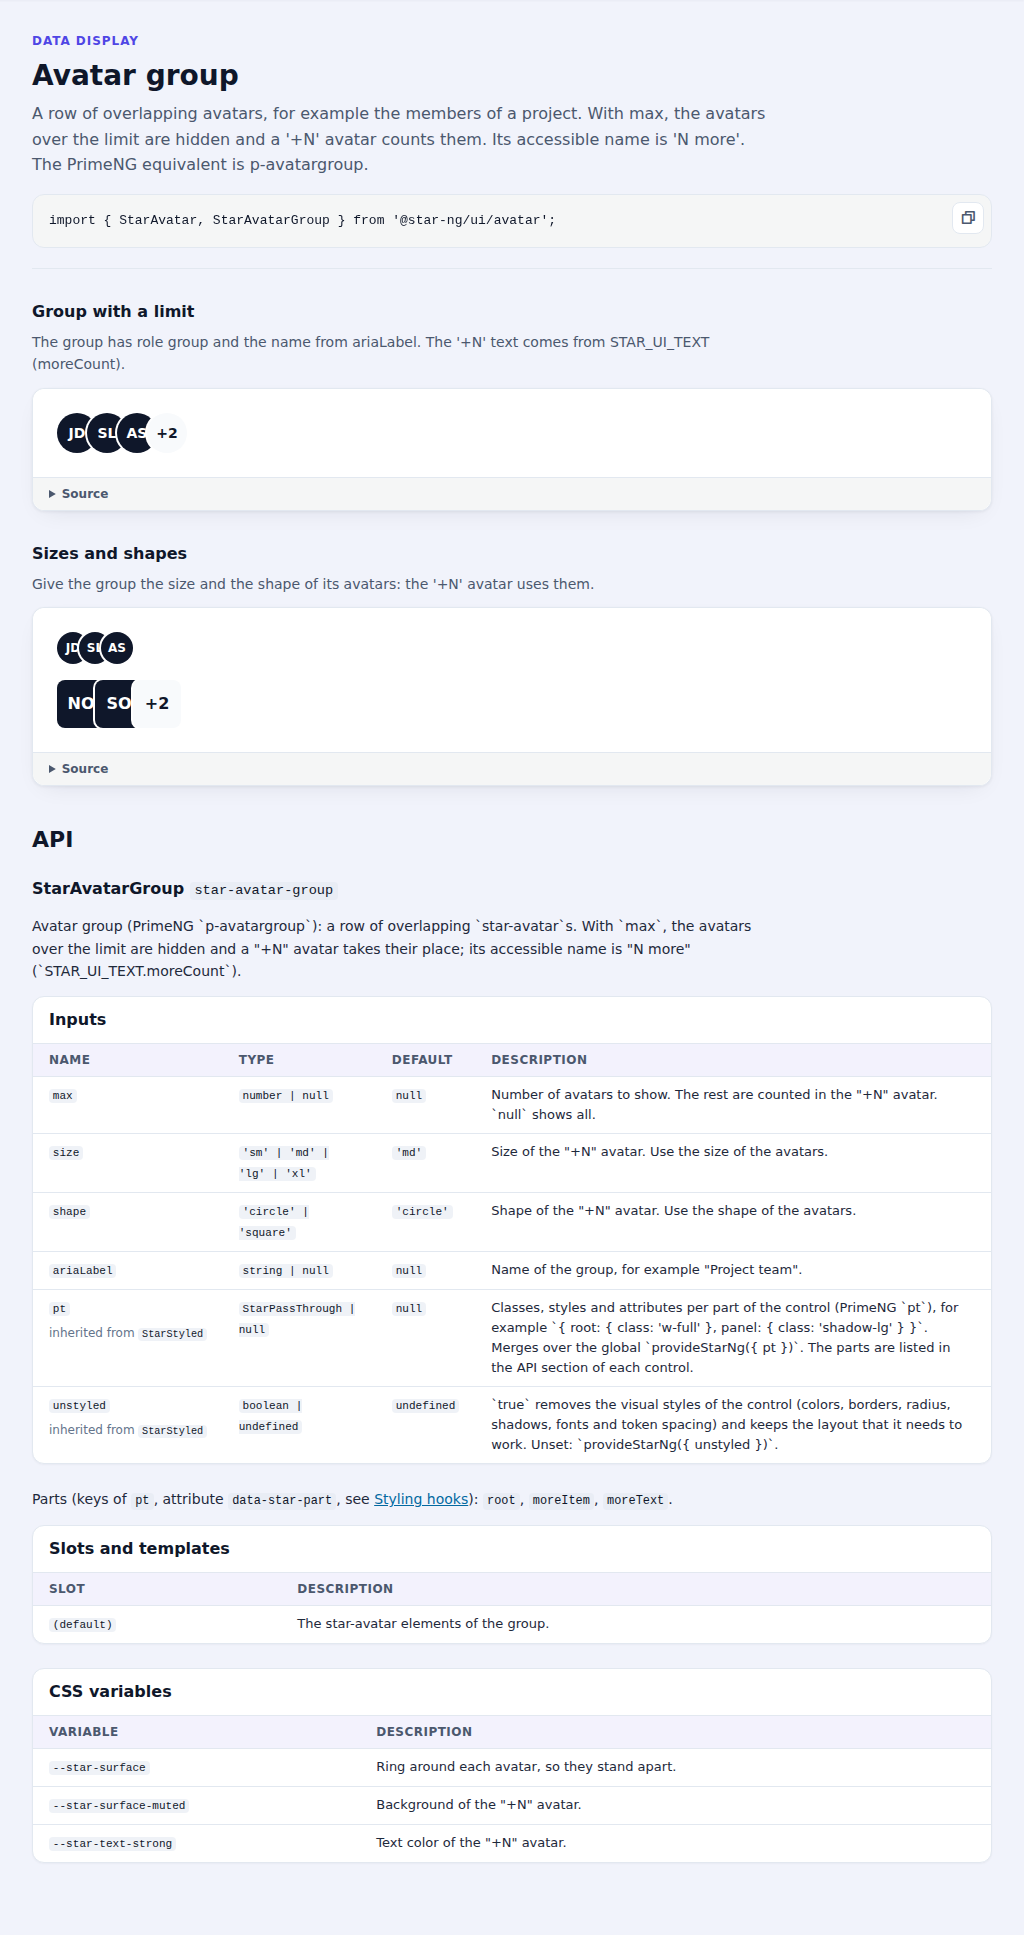 DATA DISPLAY
Avatar group
A row of overlapping avatars, for example the members of a project. With max, the avatars
over the limit are hidden and a '+N' avatar counts them. Its accessible name is 'N more'.
The PrimeNG equivalent is p-avatargroup.
import { StarAvatar, StarAvatarGroup } from '@star-ng/ui/avatar';
Group with a limit
The group has role group and the name from ariaLabel. The '+N' text comes from STAR_UI_TEXT
(moreCount).
JD SL AS +2
Source
Sizes and shapes
Give the group the size and the shape of its avatars: the '+N' avatar uses them.
JD SL AS
NO SO +2
Source
API
StarAvatarGroup star-avatar-group
Avatar group (PrimeNG `p-avatargroup`): a row of overlapping `star-avatar`s. With `max`, the avatars
over the limit are hidden and a "+N" avatar takes their place; its accessible name is "N more"
(`STAR_UI_TEXT.moreCount`).
Inputs
NAME TYPE DEFAULT DESCRIPTION
max number | null null Number of avatars to show. The rest are counted in the "+N" avatar.
`null` shows all.
size 'sm' | 'md' | 'md' Size of the "+N" avatar. Use the size of the avatars.
'lg' | 'xl'
shape 'circle' | 'circle' Shape of the "+N" avatar. Use the shape of the avatars.
'square'
ariaLabel string | null null Name of the group, for example "Project team".
pt StarPassThrough | null Classes, styles and attributes per part of the control (PrimeNG `pt`), for
inherited from StarStyled null example `{ root: { class: 'w-full' }, panel: { class: 'shadow-lg' } }`.
Merges over the global `provideStarNg({ pt })`. The parts are listed in
the API section of each control.
unstyled boolean | undefined `true` removes the visual styles of the control (colors, borders, radius,
inherited from StarStyled undefined shadows, fonts and token spacing) and keeps the layout that it needs to
work. Unset: `provideStarNg({ unstyled })`.
Parts (keys of pt, attribute data-star-part, see Styling hooks): root, moreItem, moreText.
Slots and templates
SLOT DESCRIPTION
(default) The star-avatar elements of the group.
CSS variables
VARIABLE DESCRIPTION
--star-surface Ring around each avatar, so they stand apart.
--star-surface-muted Background of the "+N" avatar.
--star-text-strong Text color of the "+N" avatar.